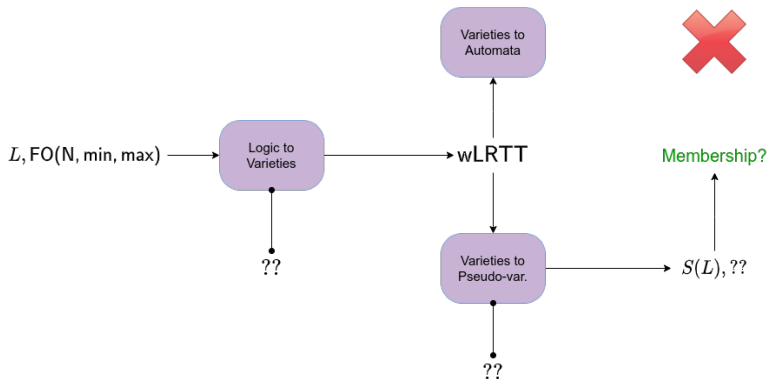 Varieties to
Automata
L, FO(N, min, max)
Logic to
Varieties
wLRTT
Membership?
??
Varieties to
Pseudo-var.
S(L), ??
??